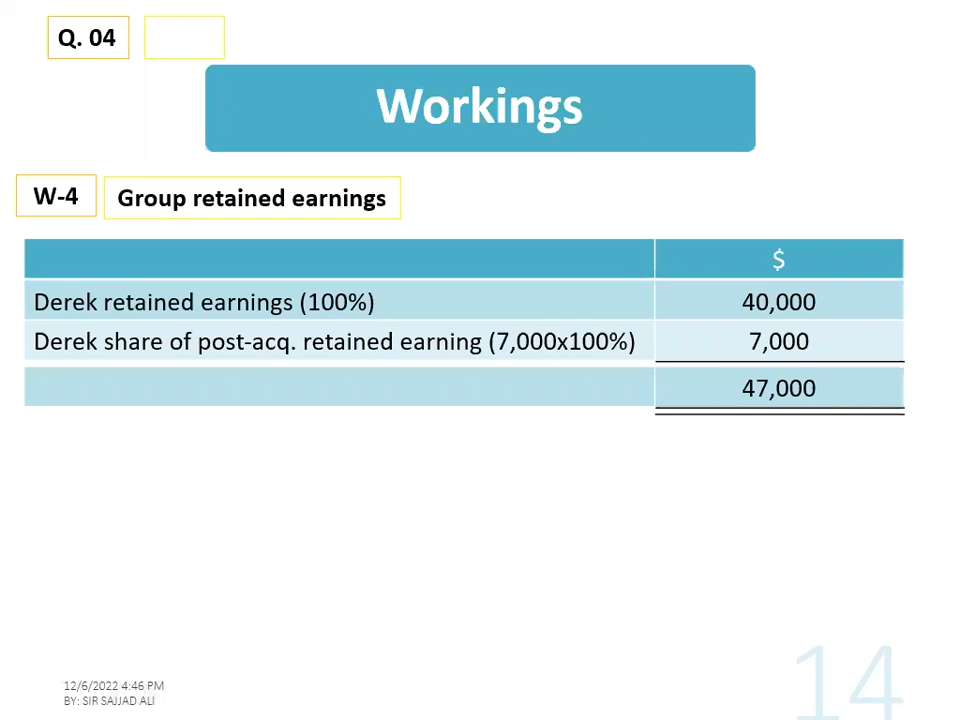 Q. 04
Workings
W-4
Group retained earnings
$
Derek retained earnings (100%) 40,000
Derek share of post-acq. retained earning (7,000x100%) 7,000
47,000
12/6/2022 4:46 PM
BY: SIR SAJJAD ALI
14